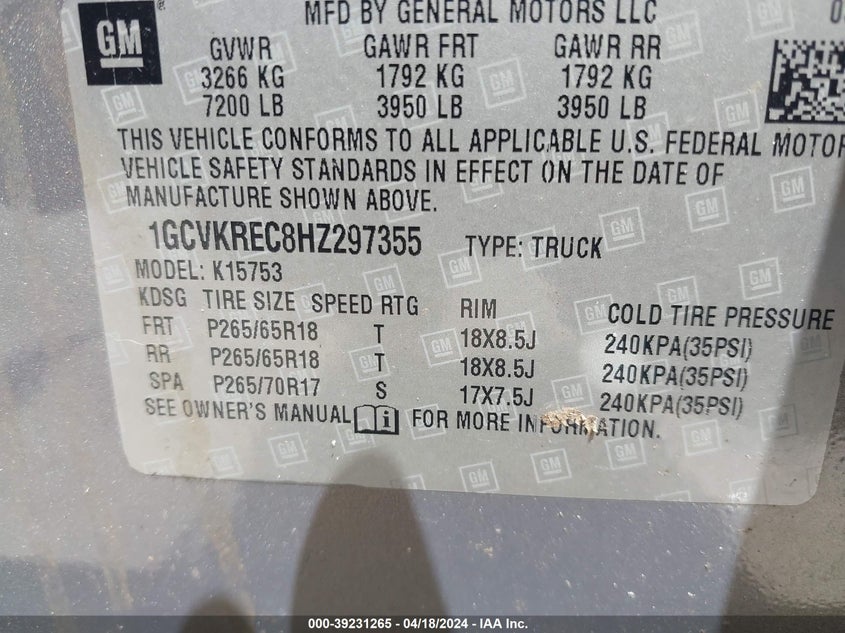 MFD BY GENERAL MOTORS LLC
GM ®
GVWR GAWR FRT GAWR RR
3266 KG 1792 KG 1792 KG
7200 LB 3950 LB 3950 LB
THIS VEHICLE CONFORMS TO ALL APPLICABLE U.S. FEDERAL MOTOR
VEHICLE SAFETY STANDARDS IN EFFECT ON THE DATE OF
MANUFACTURE SHOWN ABOVE.
1GCVKREC8HZ297355 TYPE: TRUCK
MODEL: K15753
KDSG TIRE SIZE SPEED RTG RIM COLD TIRE PRESSURE
FRT P265/65R18 T 18X8.5J 240KPA(35PSI)
RR P265/65R18 T 18X8.5J 240KPA(35PSI)
SPA P265/70R17 S 17X7.5J 240KPA(35PSI)
SEE OWNER'S MANUAL FOR MORE INFORMATION.
000-39231265 - 04/18/2024 - IAA Inc.